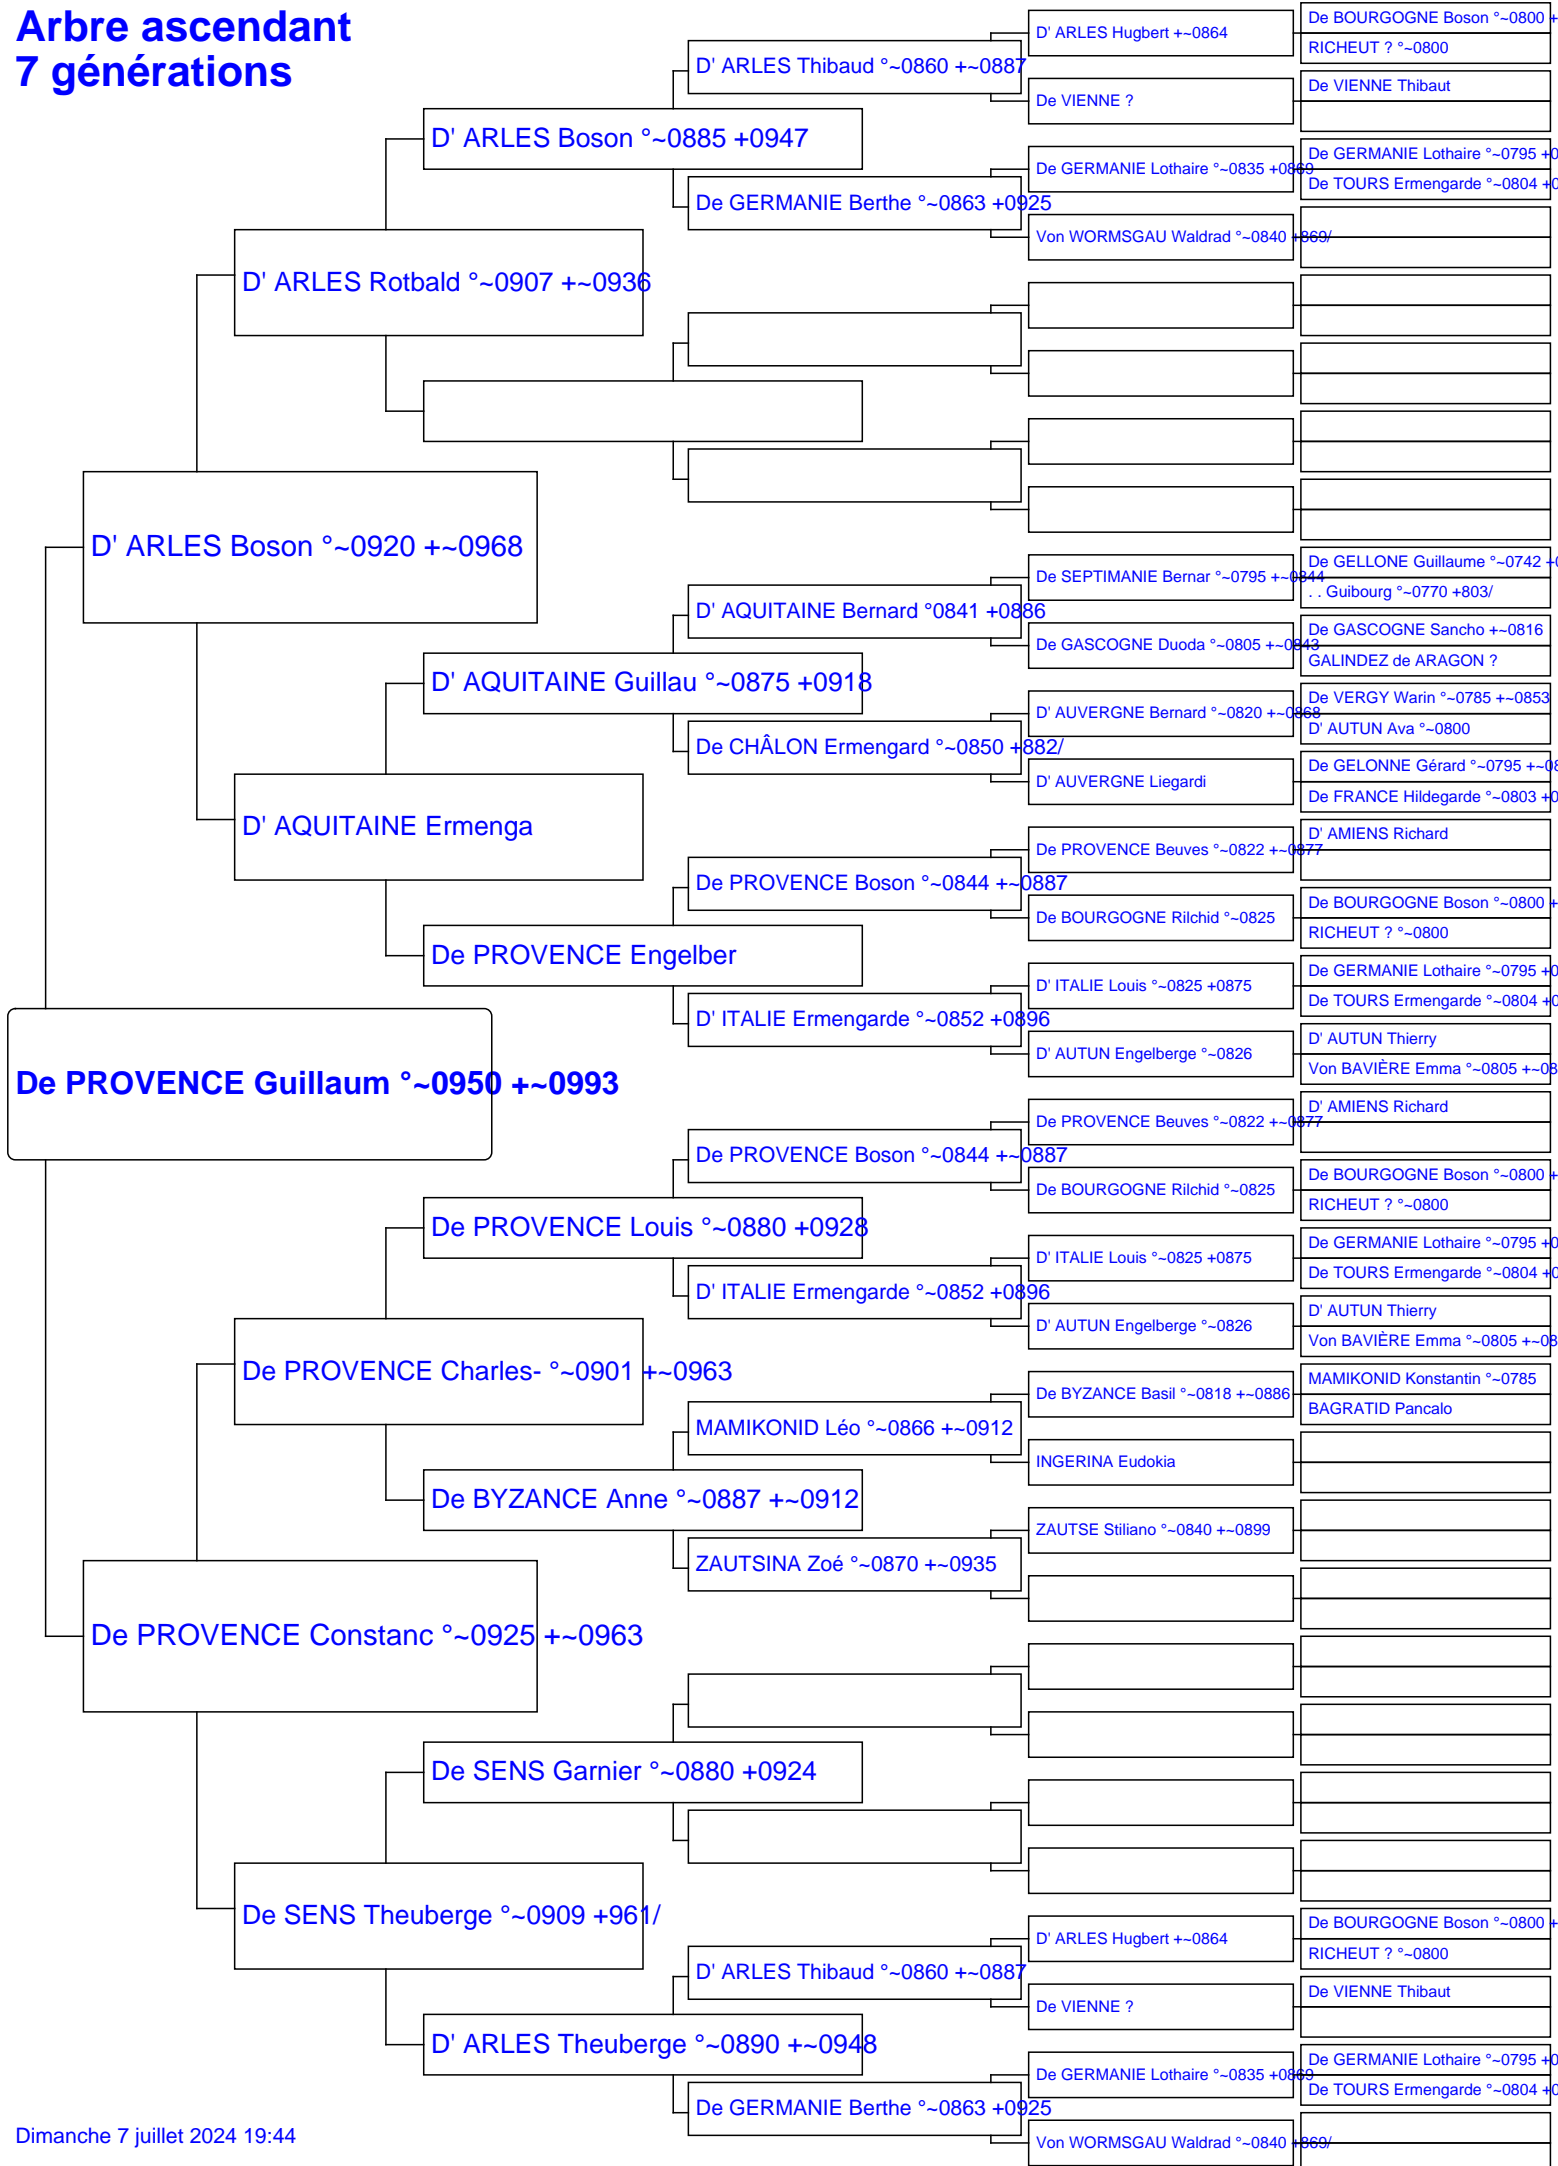 Arbre ascendant
7 générations
De PROVENCE Guillaum °~0950 +~0993
D' ARLES Boson °~0920 +~0968
De PROVENCE Constanc °~0925 +~0963
D' ARLES Rotbald °~0907 +~0936
D' AQUITAINE Ermenga
De PROVENCE Charles- °~0901 +~0963
De SENS Theuberge °~0909 +961/
D' ARLES Boson °~0885 +0947
D' AQUITAINE Guillau °~0875 +0918
De PROVENCE Engelber
De PROVENCE Louis °~0880 +0928
De BYZANCE Anne °~0887 +~0912
De SENS Garnier °~0880 +0924
D' ARLES Theuberge °~0890 +~0948
D' ARLES Thibaud °~0860 +~0887
De GERMANIE Berthe °~0863 +0925
D' AQUITAINE Bernard °0841 +0886
De CHÂLON Ermengard °~0850 +882/
De PROVENCE Boson °~0844 +~0887
D' ITALIE Ermengarde °~0852 +0896
De PROVENCE Boson °~0844 +~0887
D' ITALIE Ermengarde °~0852 +0896
MAMIKONID Léo °~0866 +~0912
ZAUTSINA Zoé °~0870 +~0935
D' ARLES Thibaud °~0860 +~0887
De GERMANIE Berthe °~0863 +0925
D' ARLES Hugbert +~0864
De VIENNE ?
De GERMANIE Lothaire °~0835 +0869
Von WORMSGAU Waldrad °~0840 +869/
De SEPTIMANIE Bernar °~0795 +~0844
De GASCOGNE Duoda °~0805 +~0843
D' AUVERGNE Bernard °~0820 +~0868
D' AUVERGNE Liegardi
De PROVENCE Beuves °~0822 +~0877
De BOURGOGNE Rilchid °~0825
D' ITALIE Louis °~0825 +0875
D' AUTUN Engelberge °~0826
De PROVENCE Beuves °~0822 +~0877
De BOURGOGNE Rilchid °~0825
D' ITALIE Louis °~0825 +0875
D' AUTUN Engelberge °~0826
De BYZANCE Basil °~0818 +~0886
INGERINA Eudokia
ZAUTSE Stiliano °~0840 +~0899
D' ARLES Hugbert +~0864
De VIENNE ?
De GERMANIE Lothaire °~0835 +0869
Von WORMSGAU Waldrad °~0840 +869/
De BOURGOGNE Boson °~0800 +
RICHEUT ? °~0800
De VIENNE Thibaut
De GERMANIE Lothaire °~0795 +0
De TOURS Ermengarde °~0804 +0
De GELLONE Guillaume °~0742 +0
. . Guibourg °~0770 +803/
De GASCOGNE Sancho +~0816
GALINDEZ de ARAGON ?
De VERGY Warin °~0785 +~0853
D' AUTUN Ava °~0800
De GELONNE Gérard °~0795 +~08
De FRANCE Hildegarde °~0803 +0
D' AMIENS Richard
De BOURGOGNE Boson °~0800 +
RICHEUT ? °~0800
De GERMANIE Lothaire °~0795 +0
De TOURS Ermengarde °~0804 +0
D' AUTUN Thierry
Von BAVIÈRE Emma °~0805 +~08
D' AMIENS Richard
De BOURGOGNE Boson °~0800 +
RICHEUT ? °~0800
De GERMANIE Lothaire °~0795 +0
De TOURS Ermengarde °~0804 +0
D' AUTUN Thierry
Von BAVIÈRE Emma °~0805 +~08
MAMIKONID Konstantin °~0785
BAGRATID Pancalo
De BOURGOGNE Boson °~0800 +
RICHEUT ? °~0800
De VIENNE Thibaut
De GERMANIE Lothaire °~0795 +0
De TOURS Ermengarde °~0804 +0
Dimanche 7 juillet 2024 19:44